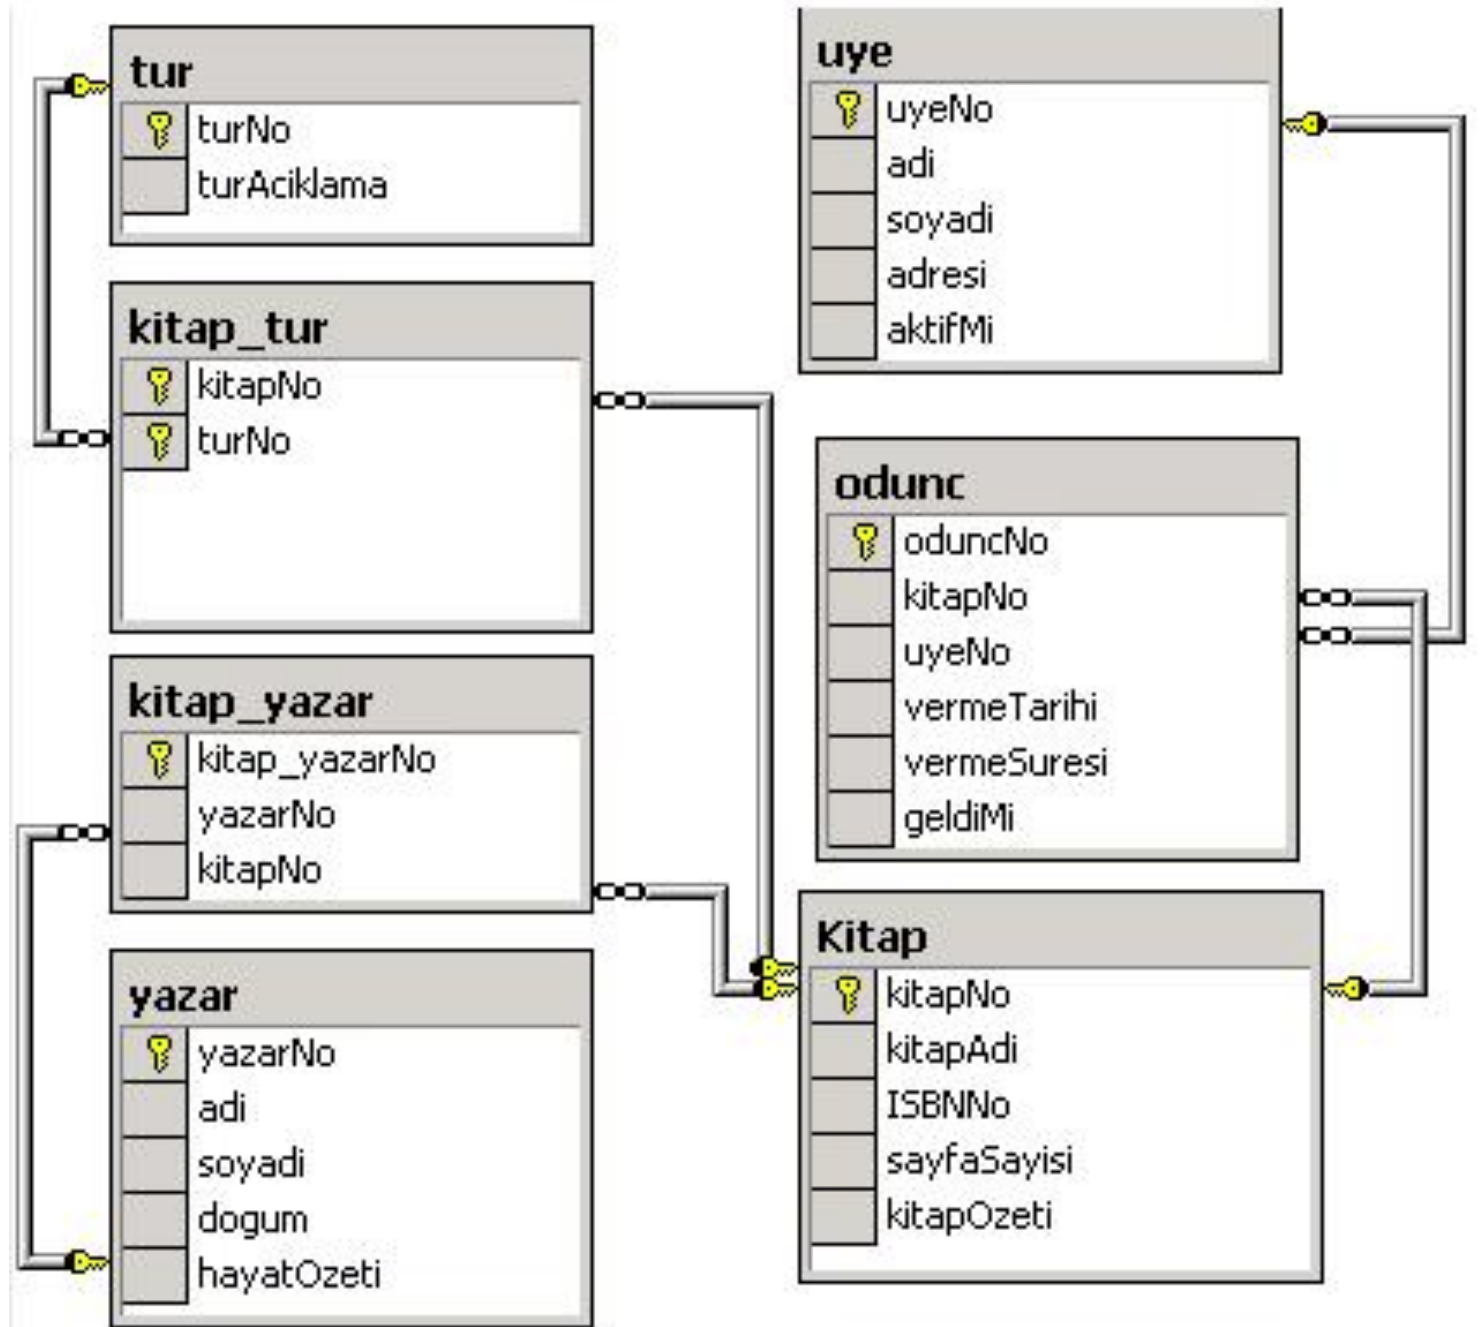 tur
turNo
turAciklama
kitap_tur
kitapNo
turNo
kitap_yazar
kitap_yazarNo
yazarNo
kitapNo
yazar
yazarNo
adi
soyadi
dogum
hayatOzeti
uye
uyeNo
adi
soyadi
adresi
aktifMi
odunc
oduncNo
kitapNo
uyeNo
vermeTarihi
vermeSuresi
geldiMi
Kitap
kitapNo
kitapAdi
ISBNNo
sayfaSayisi
kitapOzeti